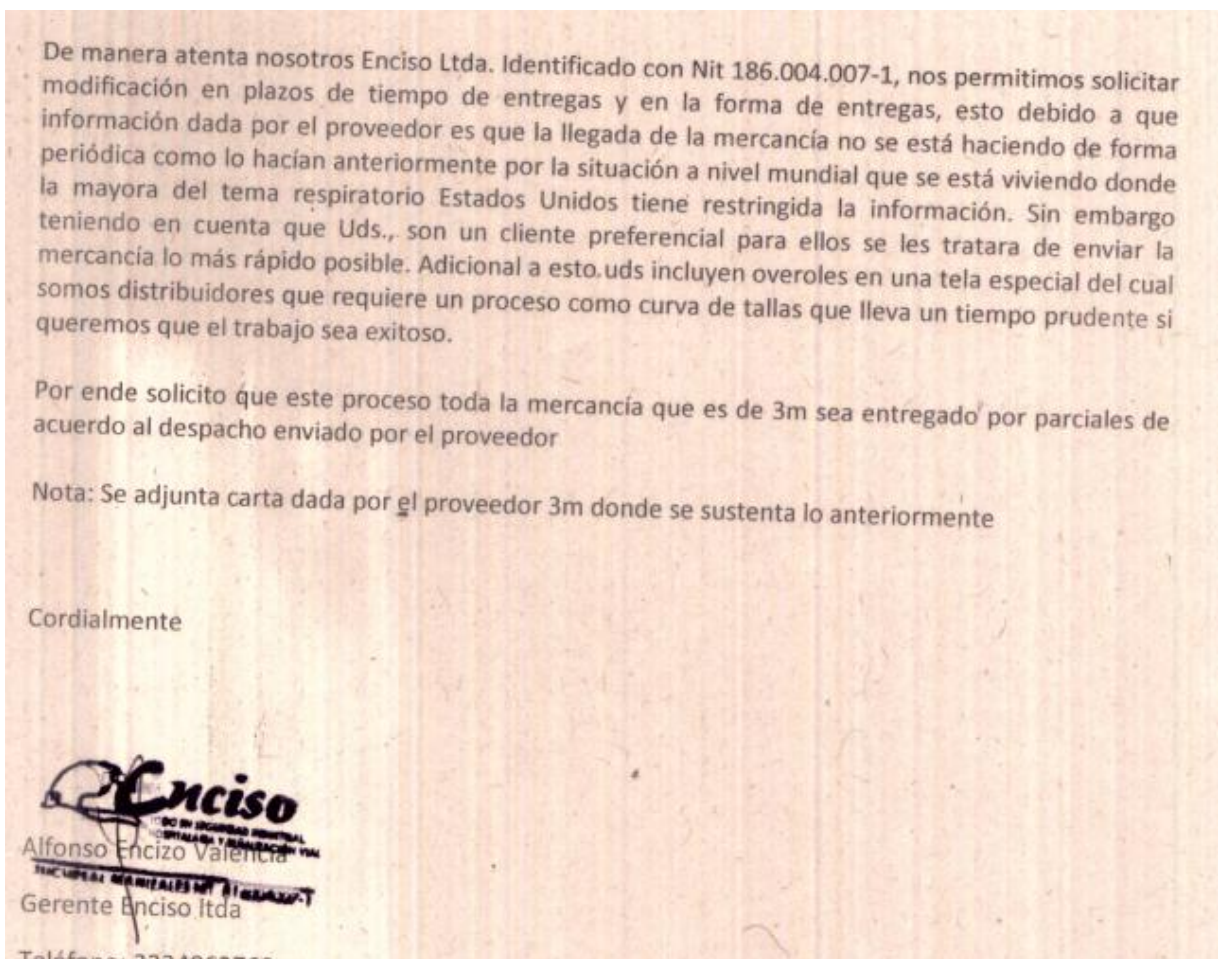 De manera atenta nosotros Enciso Ltda. Identificado con Nit 186.004.007-1, nos permitimos solicitar
modificación en plazos de tiempo de entregas y en la forma de entregas, esto debido a que
información dada por el proveedor es que la llegada de la mercancía no se está haciendo de forma
periódica como lo hacían anteriormente por la situación a nivel mundial que se está viviendo donde
la mayora del tema respiratorio Estados Unidos tiene restringida la información. Sin embargo
teniendo en cuenta que Uds., son un cliente preferencial para ellos se les tratara de enviar la
mercancía lo más rápido posible. Adicional a esto uds incluyen overoles en una tela especial del cual
somos distribuidores que requiere un proceso como curva de tallas que lleva un tiempo prudente si
queremos que el trabajo sea exitoso.
Por ende solicito que este proceso toda la mercancía que es de 3m sea entregado por parciales de
acuerdo al despacho enviado por el proveedor
Nota: Se adjunta carta dada por el proveedor 3m donde se sustenta lo anteriormente
Cordialmente
Enciso
Alfonso Encizo Valencia
Gerente Enciso ltda